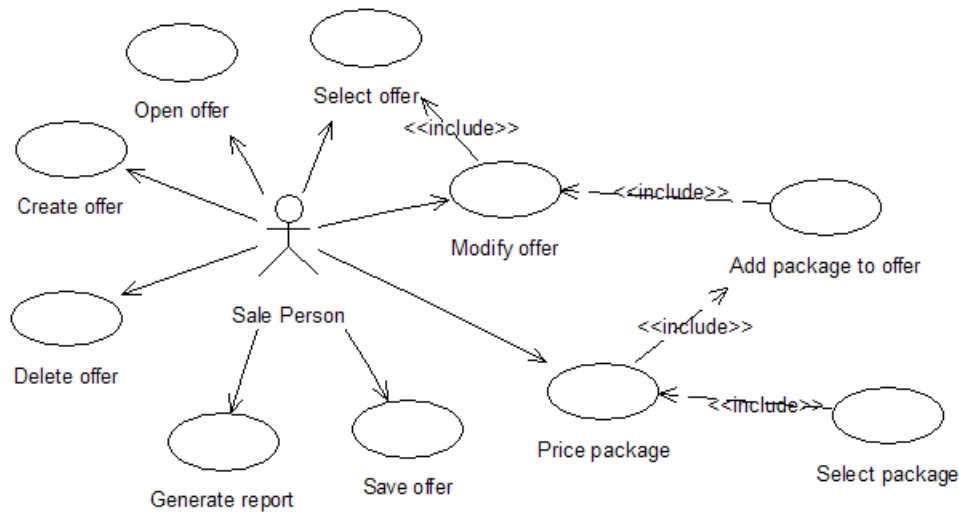 Open offer
Select offer
<<include>>
Create offer
<<include>>
Modify offer
Add package to offer
Sale Person
<<include>>
Delete offer
<<include>>
Price package
Select package
Save offer
Generate report